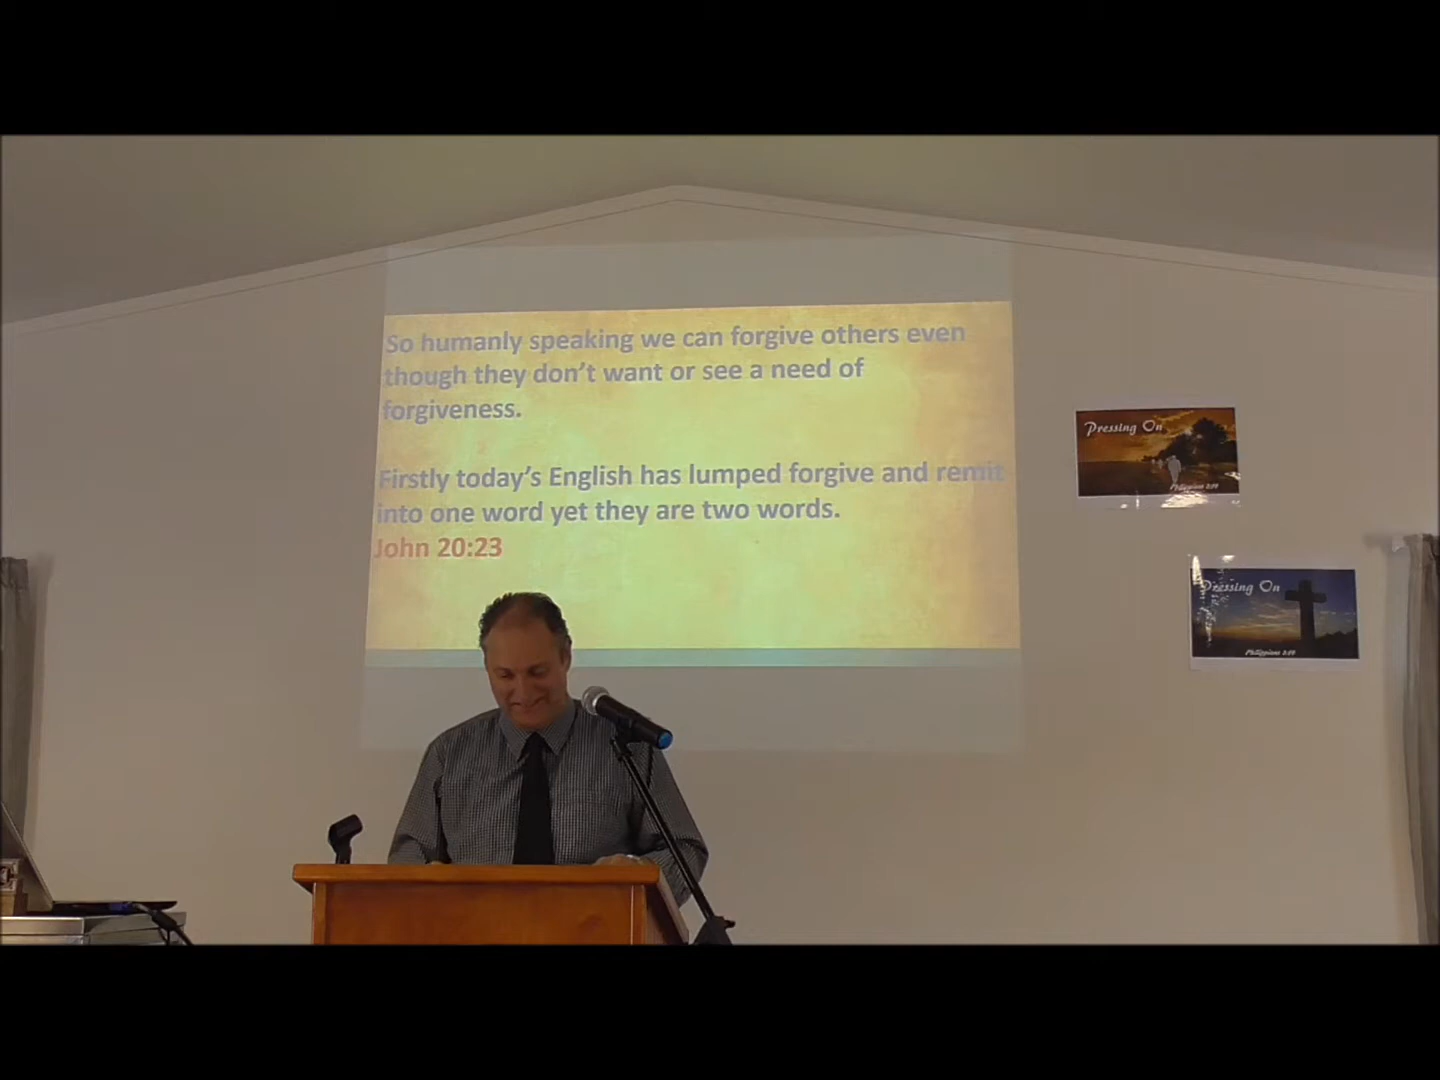 So humanly speaking we can forgive others even
though they don't want or see a need of
forgiveness.
Firstly today's English has lumped forgive and remit
into one word yet they are two words.
John 20:23
Pressing On
Pressing On